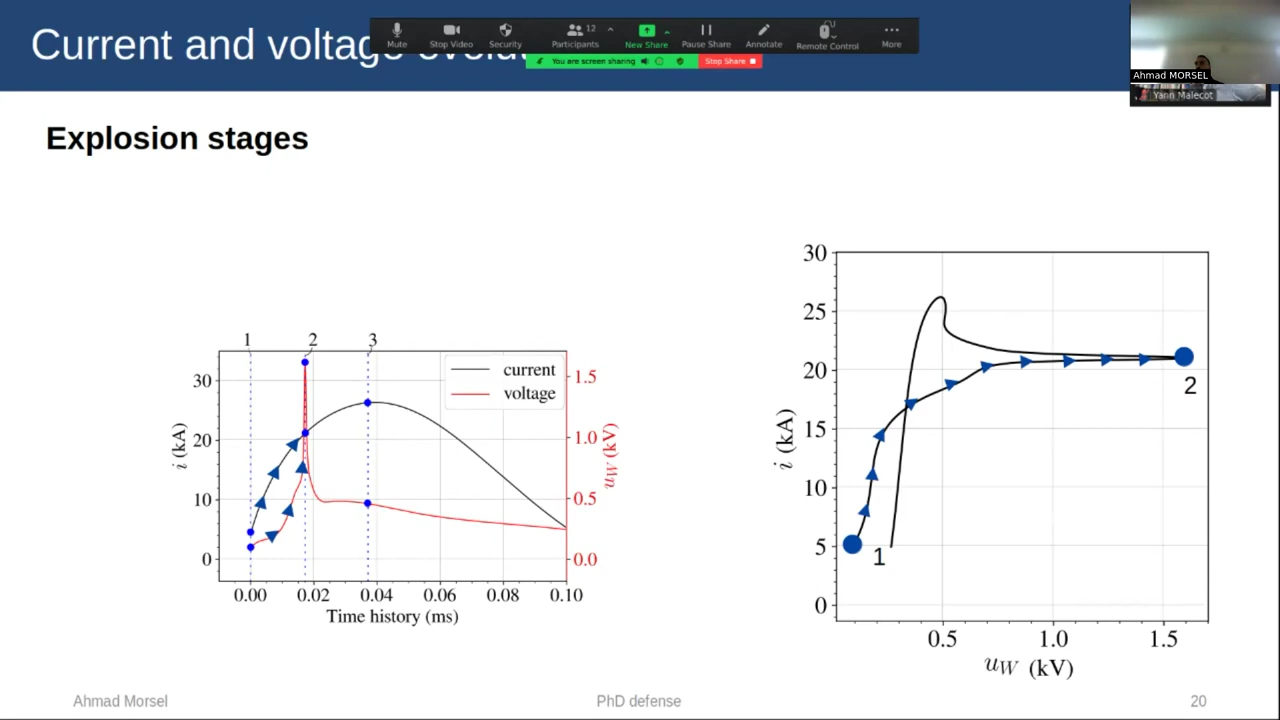 Current and voltage evolu
Mute
Stop Video
Security
Participants
12
New Share
Pause Share
Annotate
Remote Control
More
You are screen sharing
Stop Share
Ahmad MORSEL
Yann Malecot
Explosion stages
1 2 3
current
voltage
30
20
10
0
i (kA)
1.5
1.0
0.5
0.0
uW (kV)
0.00 0.02 0.04 0.06 0.08 0.10
Time history (ms)
30
25
20
15
10
5
0
i (kA)
1
2
0.5 1.0 1.5
uW (kV)
Ahmad Morsel
PhD defense
20